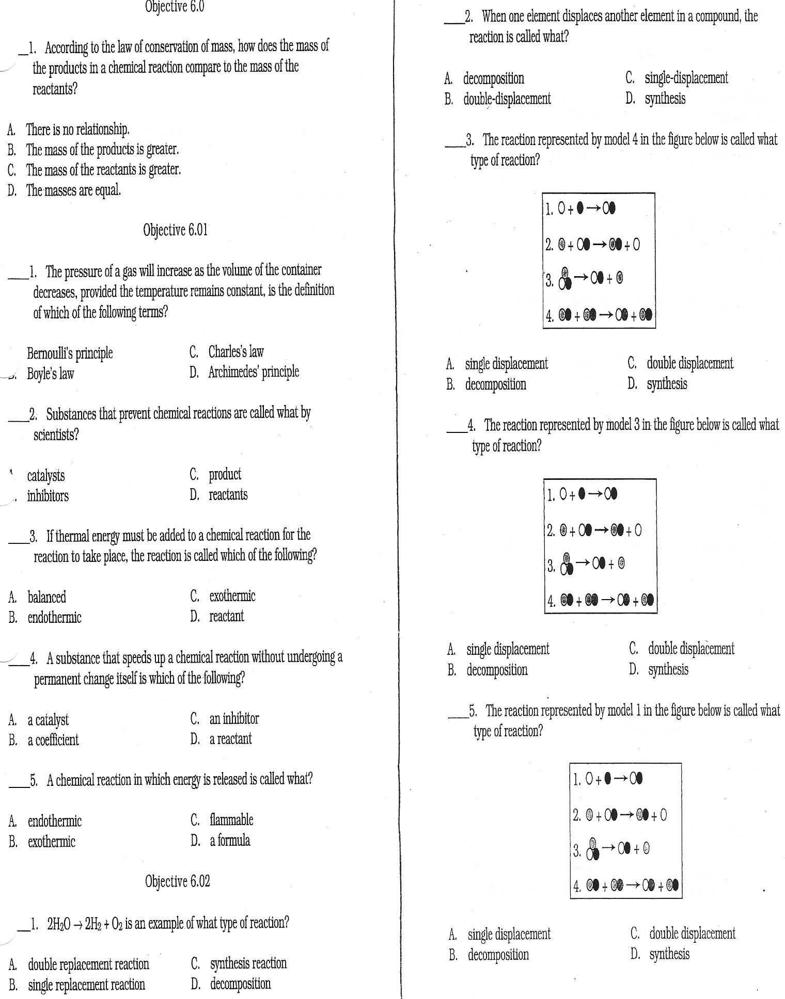 Objective 6.0
__1. According to the law of conservation of mass, how does the mass of
the products in a chemical reaction compare to the mass of the
reactants?
A. There is no relationship.
B. The mass of the products is greater.
C. The mass of the reactants is greater.
D. The masses are equal.
Objective 6.01
____1. The pressure of a gas will increase as the volume of the container
decreases, provided the temperature remains constant, is the definition
of which of the following terms?
Bernoulli's principle C. Charles's law
Boyle's law D. Archimedes' principle
____2. Substances that prevent chemical reactions are called what by
scientists?
catalysts C. product
inhibitors D. reactants
____3. If thermal energy must be added to a chemical reaction for the
reaction to take place, the reaction is called which of the following?
A. balanced C. exothermic
B. endothermic D. reactant
____4. A substance that speeds up a chemical reaction without undergoing a
permanent change itself is which of the following?
A. a catalyst C. an inhibitor
B. a coefficient D. a reactant
____5. A chemical reaction in which energy is released is called what?
A. endothermic C. flammable
B. exothermic D. a formula
Objective 6.02
__1. 2H₂O → 2H₂ + O₂ is an example of what type of reaction?
A. double replacement reaction C. synthesis reaction
B. single replacement reaction D. decomposition
____2. When one element displaces another element in a compound, the
reaction is called what?
A. decomposition C. single-displacement
B. double-displacement D. synthesis
____3. The reaction represented by model 4 in the figure below is called what
type of reaction?
1. + →
2. + → +
3. → +
4. + → +
A. single displacement C. double displacement
B. decomposition D. synthesis
____4. The reaction represented by model 3 in the figure below is called what
type of reaction?
1. + →
2. + → +
3. → +
4. + → +
A. single displacement C. double displacement
B. decomposition D. synthesis
____5. The reaction represented by model 1 in the figure below is called what
type of reaction?
1. + →
2. + → +
3. → +
4. + → +
A. single displacement C. double displacement
B. decomposition D. synthesis